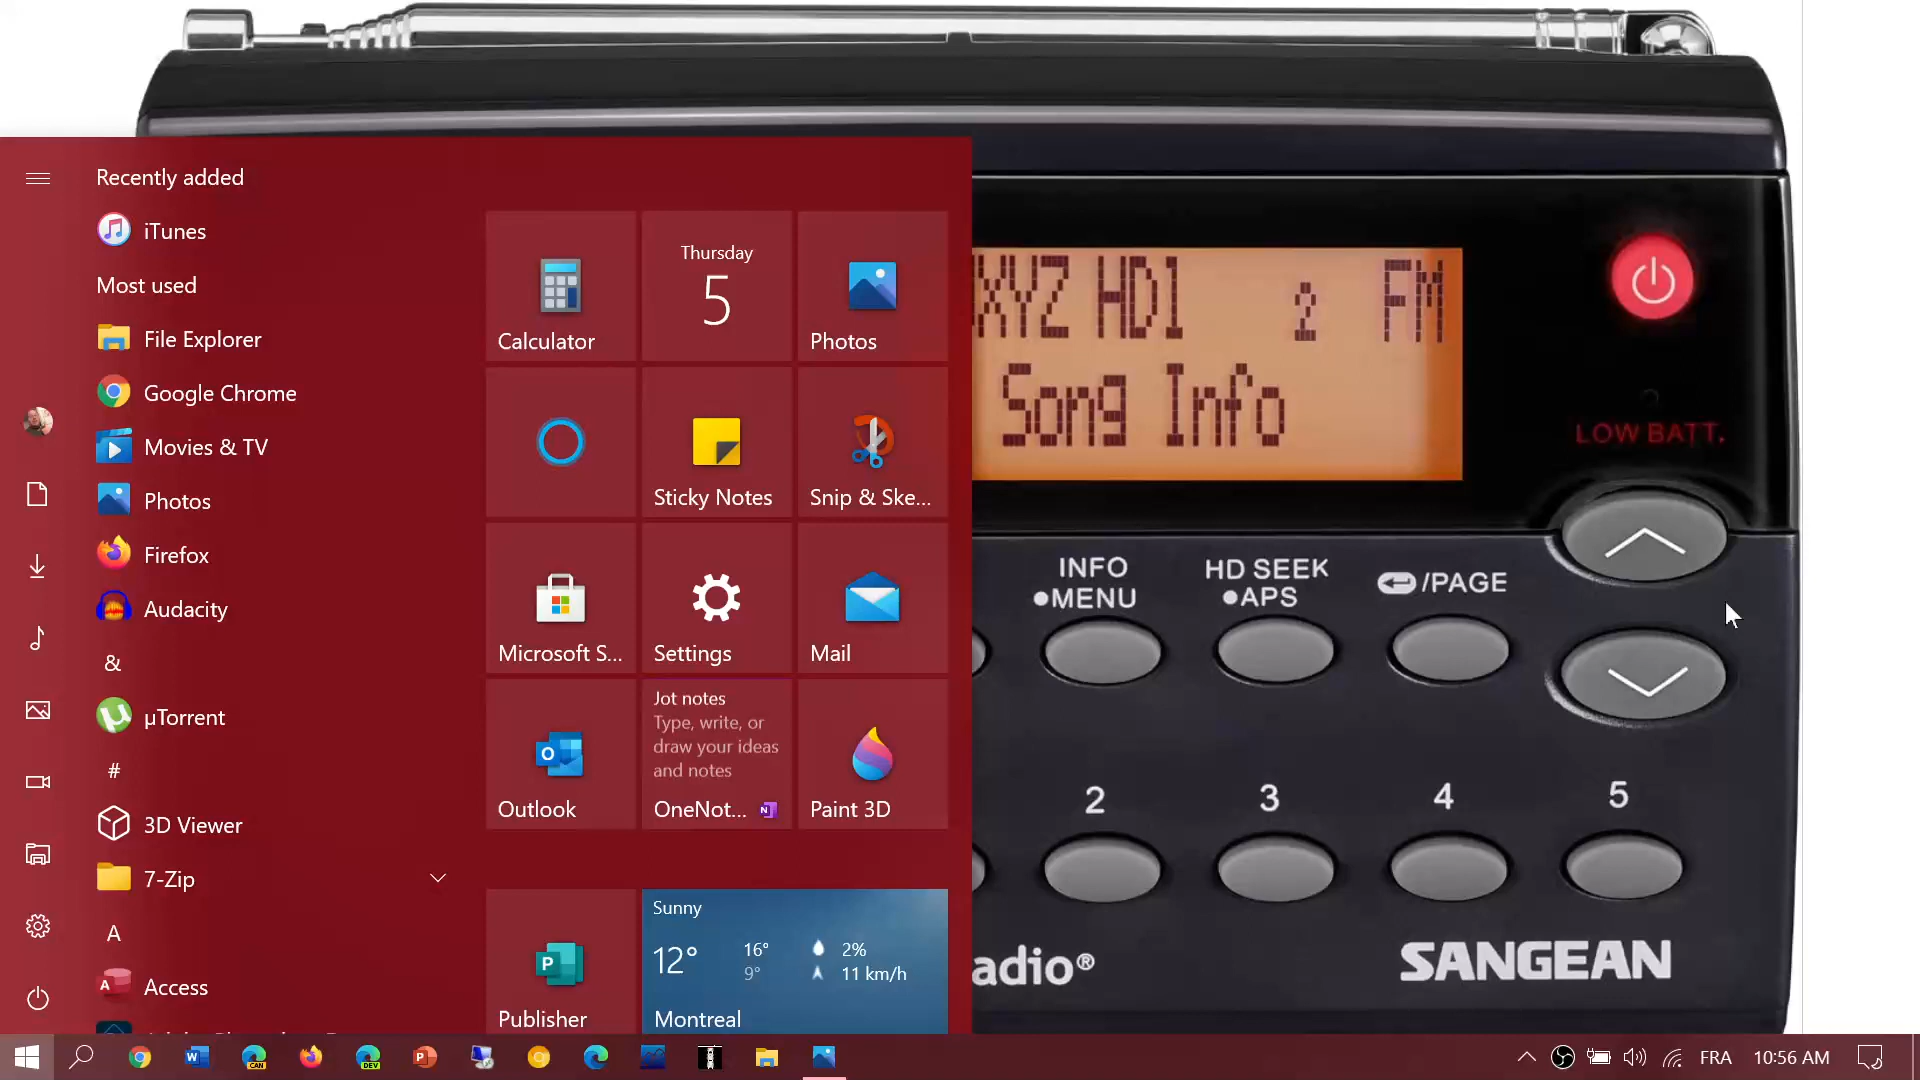 Recently added
iTunes
Most used
File Explorer
Google Chrome
Movies & TV
Photos
Firefox
Audacity
&
µTorrent
#
3D Viewer
7-Zip
A
Access
Calculator
Thursday
5
Photos
Sticky Notes
Snip & Ske...
Microsoft S...
Settings
Mail
Outlook
Jot notes
Type, write, or
draw your ideas
and notes
OneNot...
Paint 3D
Publisher
Sunny
12°
16°
9°
2%
11 km/h
Montreal
XYZ HD1 2 FM
Song Info
LOW BATT.
INFO
●MENU
HD SEEK
●APS
/PAGE
2
3
4
5
adio®
SANGEAN
CAN
DEV
FRA
10:56 AM